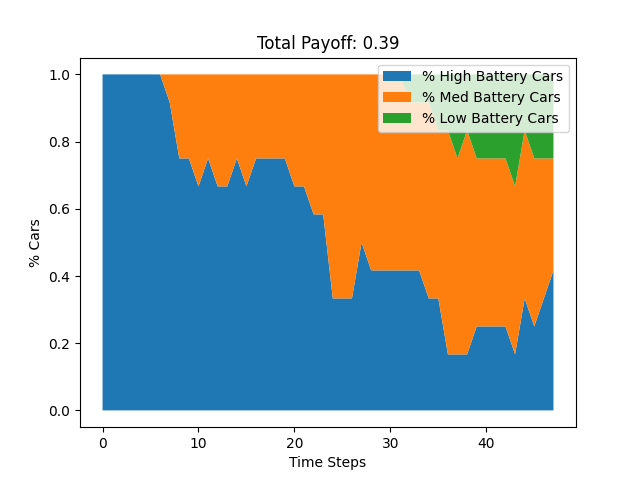 Total Payoff: 0.39
1.0
0.8
0.6
0.4
0.2
0.0
% Cars
% High Battery Cars
% Med Battery Cars
% Low Battery Cars
0 10 20 30 40
Time Steps